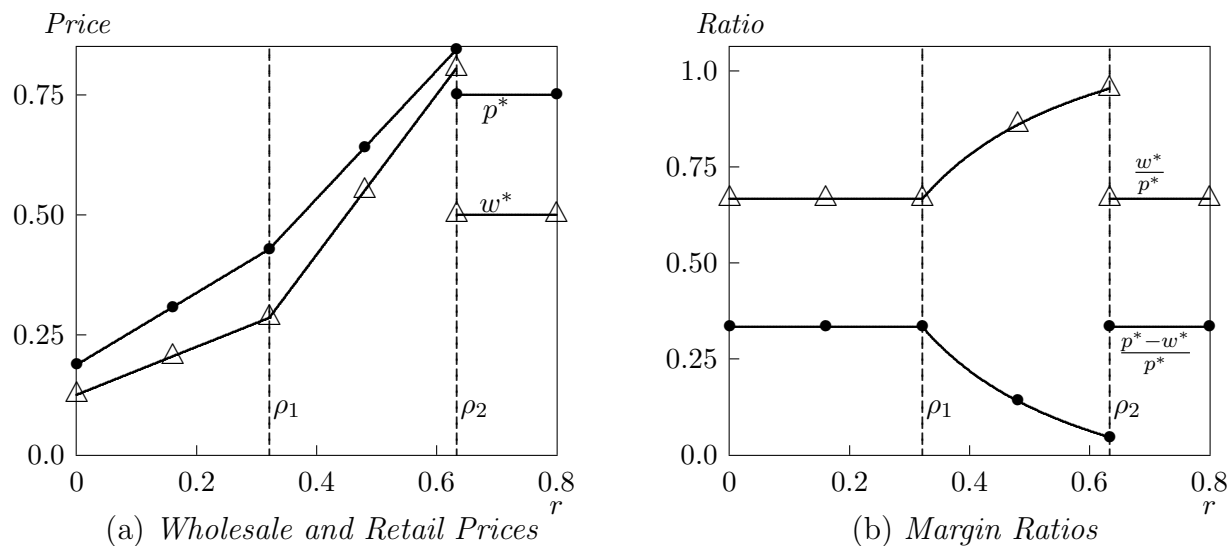 Price
0.75
0.50
0.25
0.0
p*
w*
ρ₁
ρ₂
0 0.2 0.4 0.6 0.8
r
(a) Wholesale and Retail Prices
Ratio
1.0
0.75
0.50
0.25
0.0
w*/p*
(p*−w*)/p*
ρ₁
ρ₂
0 0.2 0.4 0.6 0.8
r
(b) Margin Ratios